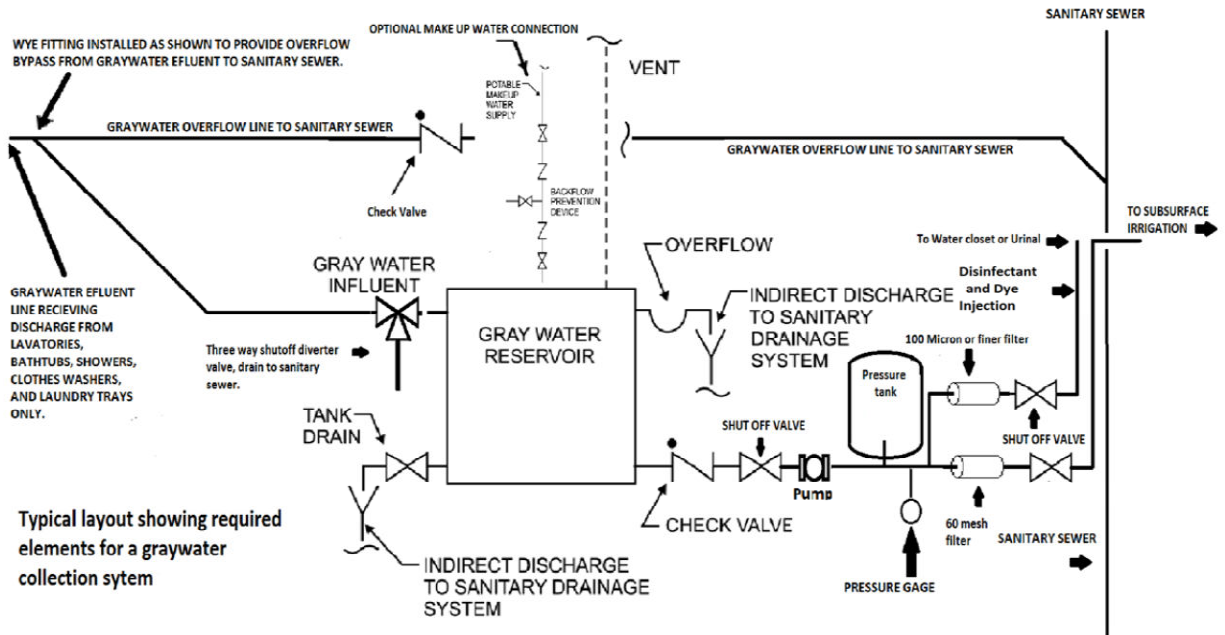 SANITARY SEWER
OPTIONAL MAKE UP WATER CONNECTION
WYE FITTING INSTALLED AS SHOWN TO PROVIDE OVERFLOW
BYPASS FROM GRAYWATER EFLUENT TO SANITARY SEWER.
VENT
POTABLE
MAKEUP
WATER
SUPPLY
GRAYWATER OVERFLOW LINE TO SANITARY SEWER
GRAYWATER OVERFLOW LINE TO SANITARY SEWER
Check Valve
BACKFLOW
PREVENTION
DEVICE
TO SUBSURFACE
IRRIGATION
To Water closet or Urinal
OVERFLOW
GRAY WATER
INFLUENT
Disinfectant
and Dye
Injection
GRAYWATER EFLUENT
LINE RECIEVING
DISCHARGE FROM
LAVATORIES,
BATHTUBS, SHOWERS,
CLOTHES WASHERS,
AND LAUNDRY TRAYS
ONLY.
INDIRECT DISCHARGE
TO SANITARY
DRAINAGE
SYSTEM
GRAY WATER
RESERVOIR
Three way shutoff diverter
valve, drain to sanitary
sewer.
100 Micron or finer filter
Pressure
tank
TANK
DRAIN
SHUT OFF VALVE
SHUT OFF VALVE
Pump
CHECK VALVE
60 mesh
filter
SANITARY SEWER
Typical layout showing required
elements for a graywater
collection sytem
INDIRECT DISCHARGE
TO SANITARY DRAINAGE
SYSTEM
PRESSURE GAGE